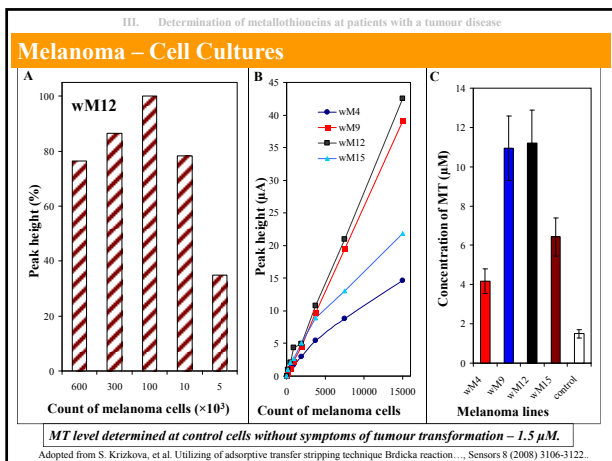 III. Determination of metallothioneins at patients with a tumour disease
Melanoma – Cell Cultures
A
wM12
100
80
60
40
20
0
Peak height (%)
600 300 100 10 5
Count of melanoma cells (×10³)
B
wM4
wM9
wM12
wM15
45
40
35
30
25
20
15
10
5
0
Peak height (µA)
0 5000 10000 15000
Count of melanoma cells
C
14
12
10
8
6
4
2
0
Concentration of MT (µM)
wM4 wM9 wM12 wM15 control
Melanoma lines
MT level determined at control cells without symptoms of tumour transformation – 1.5 µM.
Adopted from S. Krizkova, et al. Utilizing of adsorptive transfer stripping technique Brdicka reaction…, Sensors 8 (2008) 3106-3122..